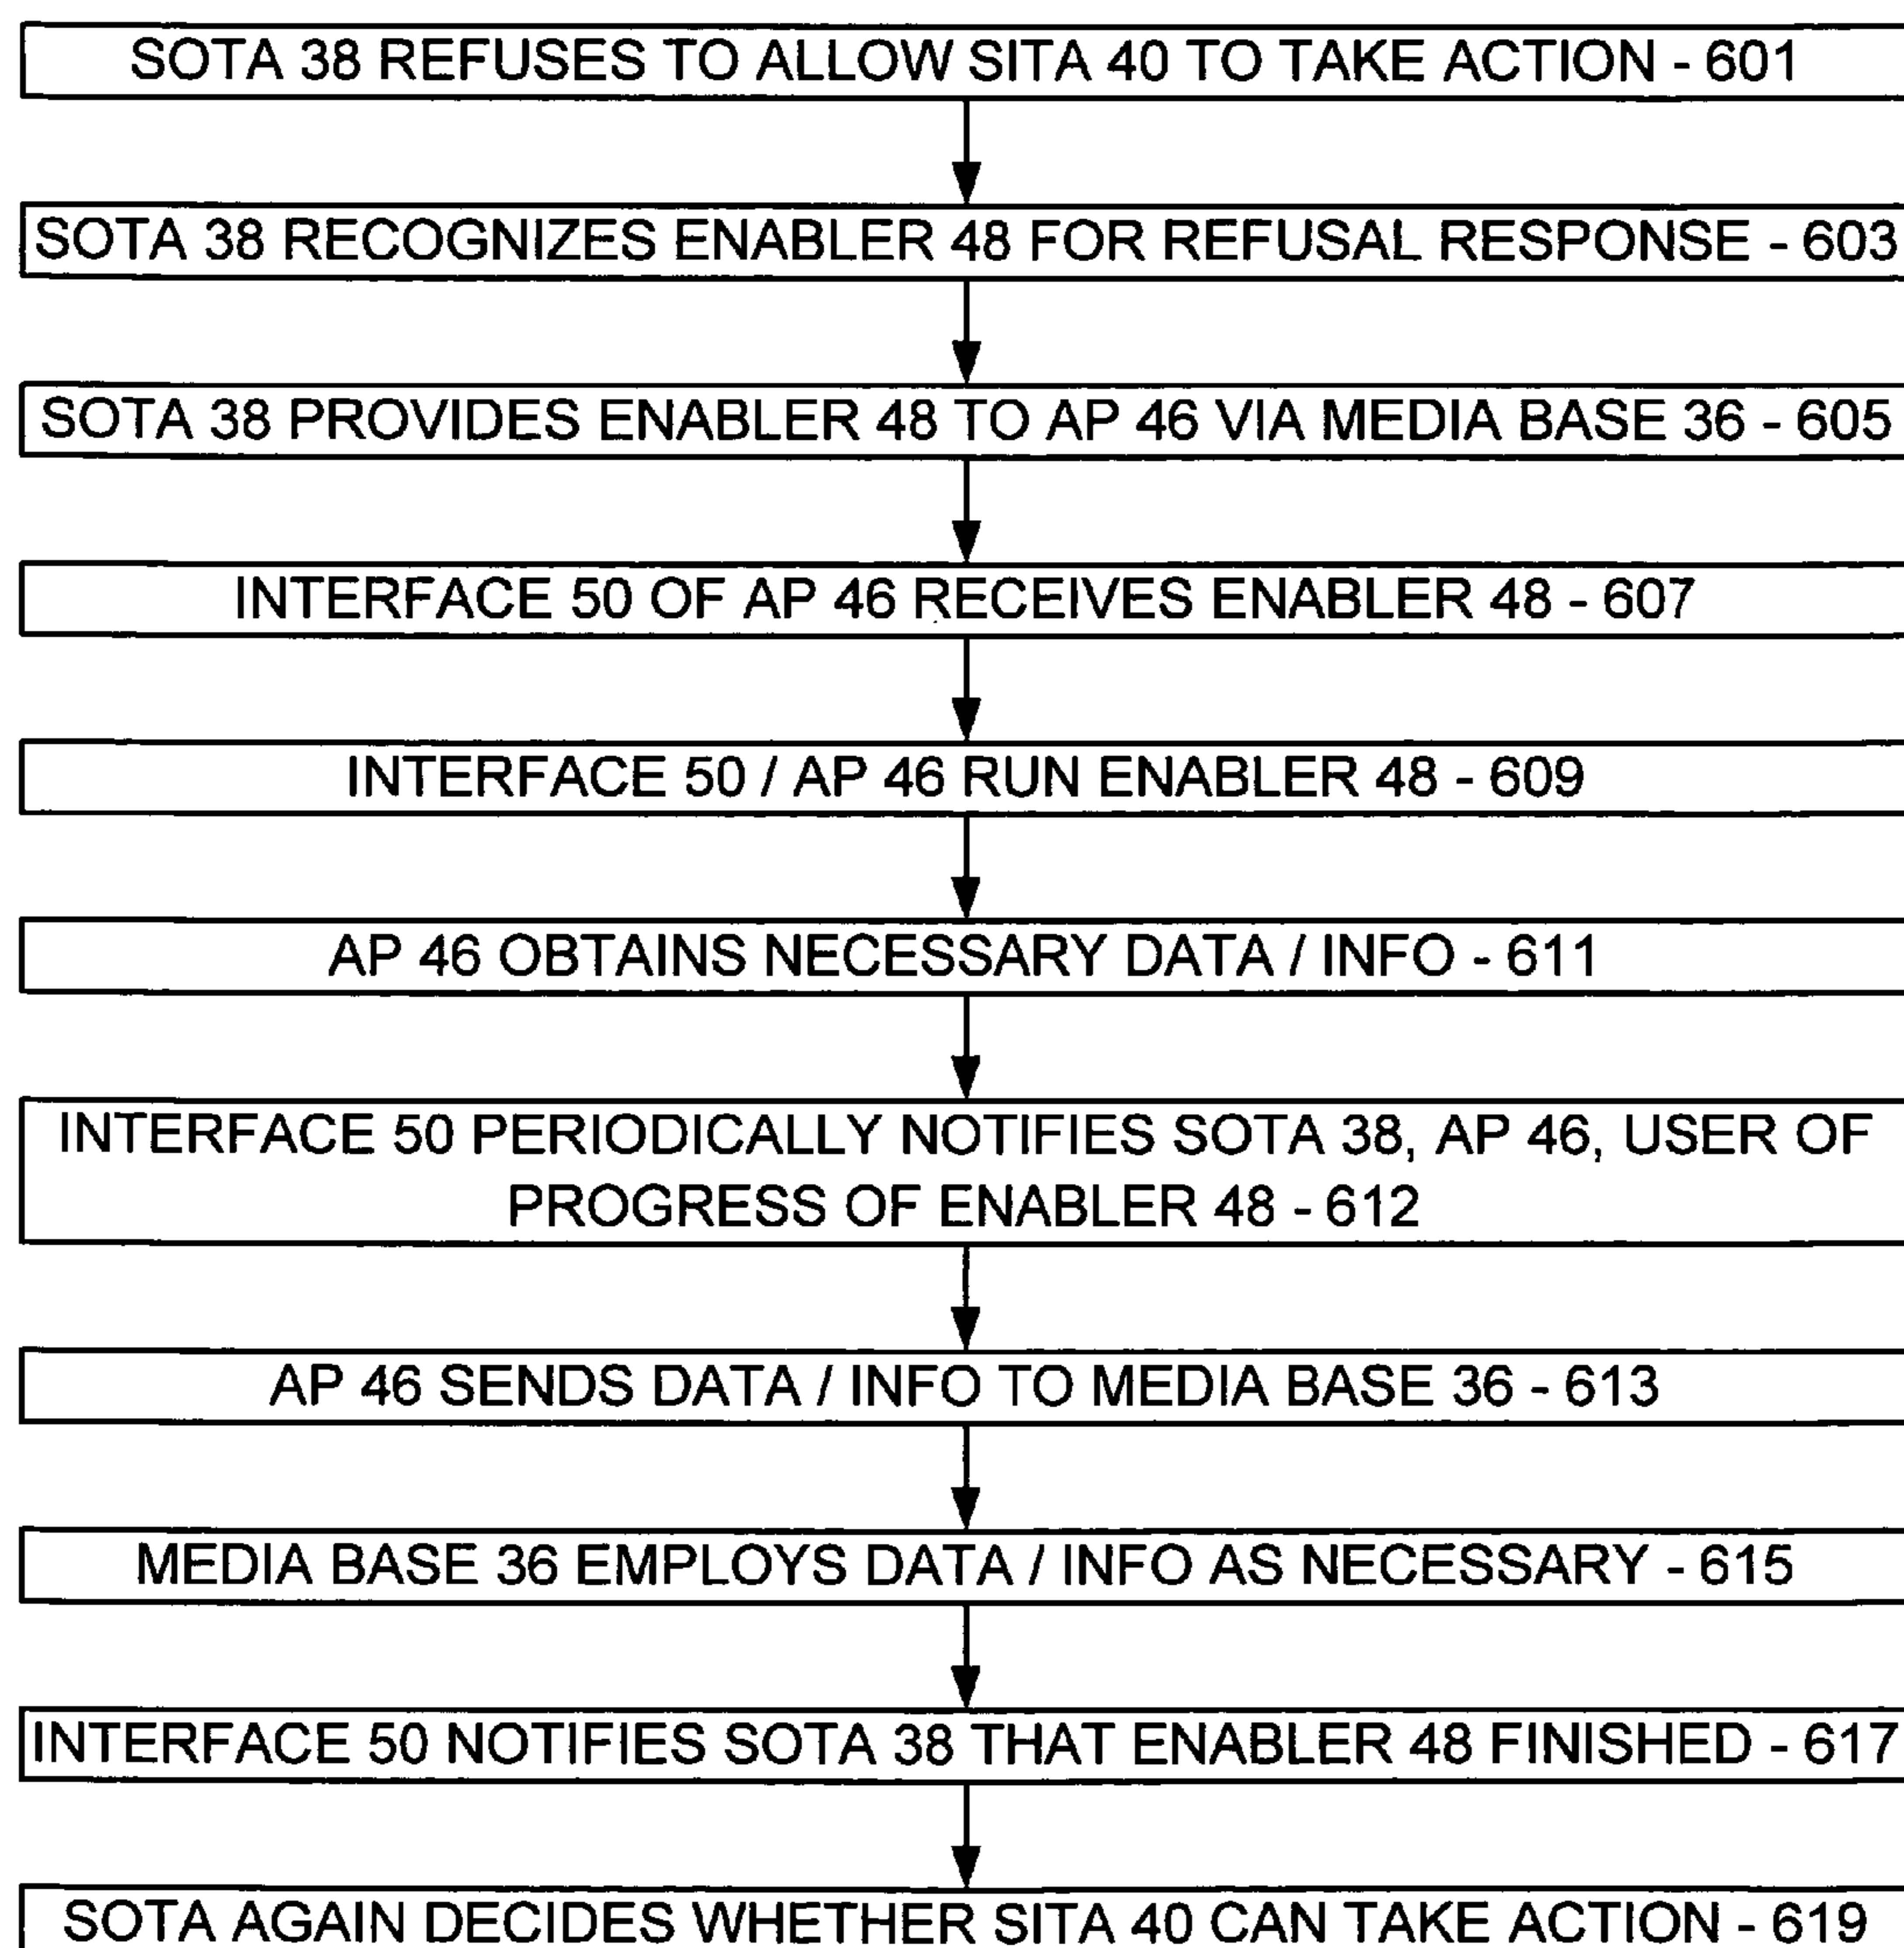 SOTA 38 REFUSES TO ALLOW SITA 40 TO TAKE ACTION - 601
SOTA 38 RECOGNIZES ENABLER 48 FOR REFUSAL RESPONSE - 603
SOTA 38 PROVIDES ENABLER 48 TO AP 46 VIA MEDIA BASE 36 - 605
INTERFACE 50 OF AP 46 RECEIVES ENABLER 48 - 607
INTERFACE 50 / AP 46 RUN ENABLER 48 - 609
AP 46 OBTAINS NECESSARY DATA / INFO - 611
INTERFACE 50 PERIODICALLY NOTIFIES SOTA 38, AP 46, USER OF
PROGRESS OF ENABLER 48 - 612
AP 46 SENDS DATA / INFO TO MEDIA BASE 36 - 613
MEDIA BASE 36 EMPLOYS DATA / INFO AS NECESSARY - 615
INTERFACE 50 NOTIFIES SOTA 38 THAT ENABLER 48 FINISHED - 617
SOTA AGAIN DECIDES WHETHER SITA 40 CAN TAKE ACTION - 619